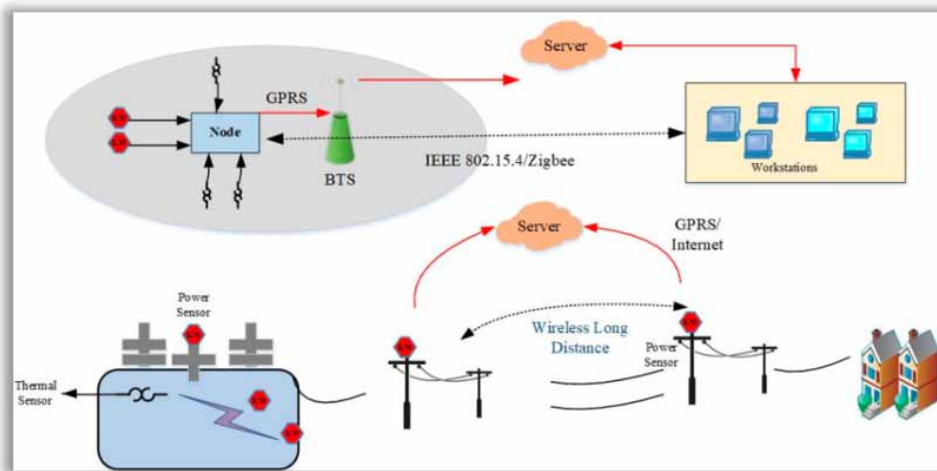 Server
GPRS
Node
BTS
IEEE 802.15.4/Zigbee
Workstations
Server
GPRS/
Internet
Power
Sensor
Wireless Long
Distance
Power
Sensor
Thermal
Sensor